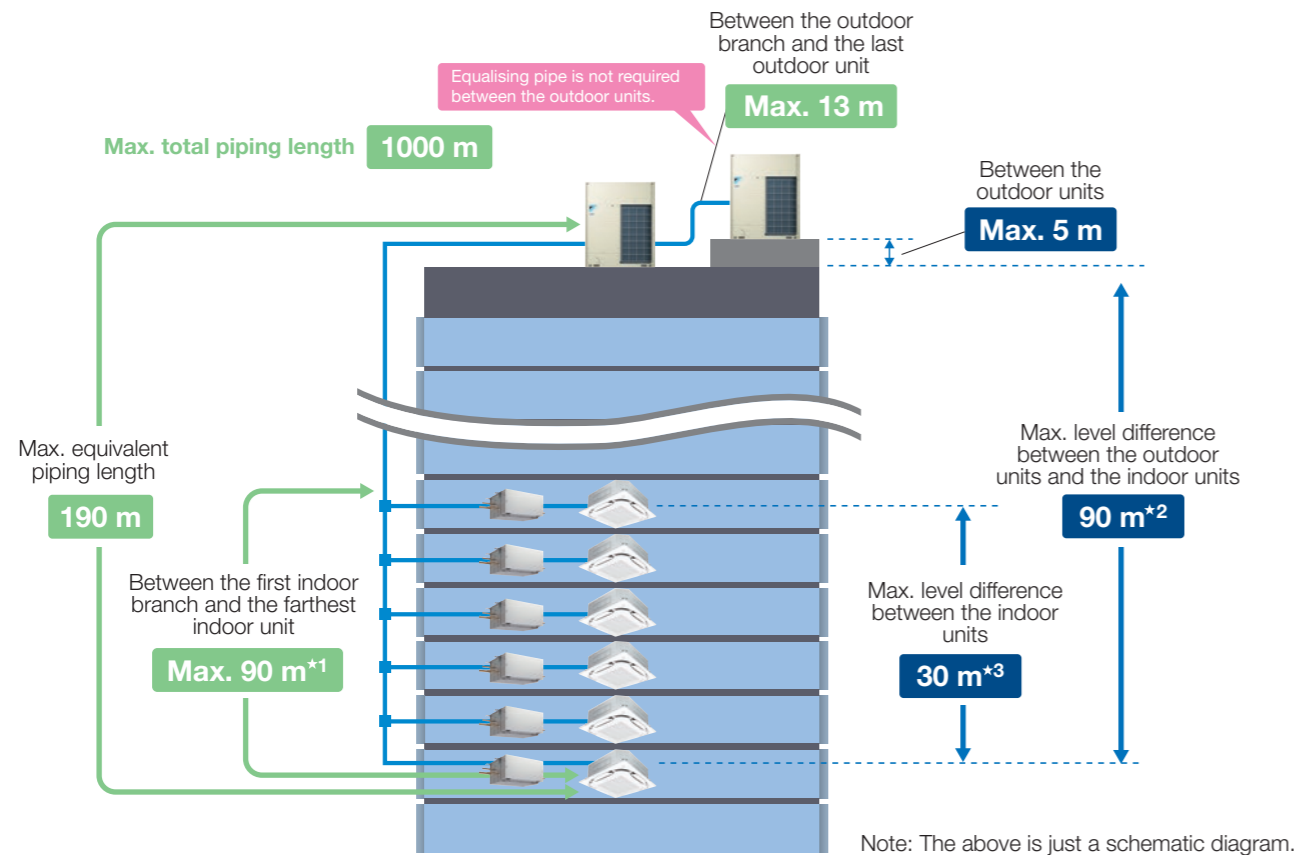 Between the outdoor
branch and the last
outdoor unit
Max. 13 m
Equalising pipe is not required
between the outdoor units.
Max. total piping length 1000 m
Between the
outdoor units
Max. 5 m
Max. equivalent
piping length
190 m
Between the first indoor
branch and the farthest
indoor unit
Max. 90 m★1
Max. level difference
between the outdoor
units and the indoor units
90 m★2
Max. level difference
between the indoor
units
30 m★3
Note: The above is just a schematic diagram.